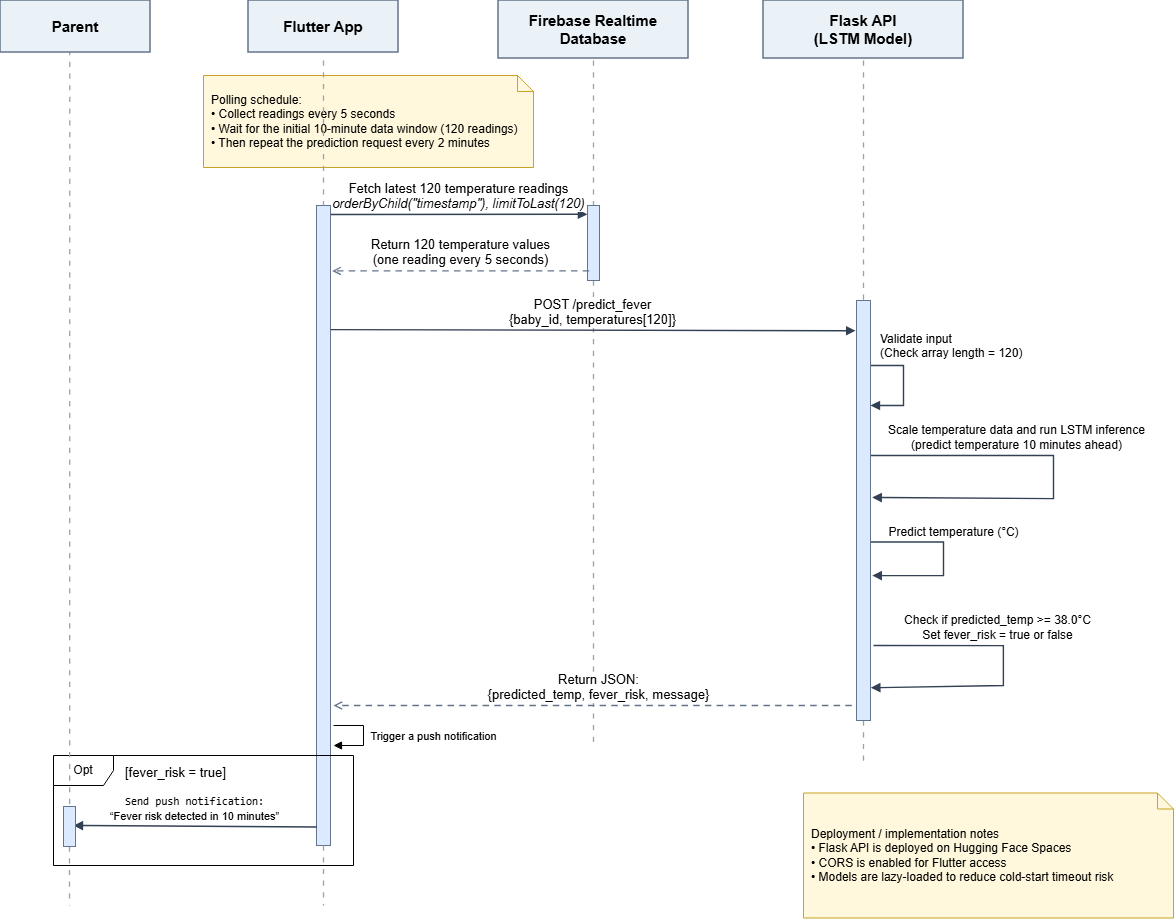 Parent
Flutter App
Firebase Realtime
Database
Flask API
(LSTM Model)
Polling schedule:
• Collect readings every 5 seconds
• Wait for the initial 10-minute data window (120 readings)
• Then repeat the prediction request every 2 minutes
Fetch latest 120 temperature readings
orderByChild("timestamp"), limitToLast(120)
Return 120 temperature values
(one reading every 5 seconds)
POST /predict_fever
{baby_id, temperatures[120]}
Validate input
(Check array length = 120)
Scale temperature data and run LSTM inference
(predict temperature 10 minutes ahead)
Predict temperature (°C)
Check if predicted_temp >= 38.0°C
Set fever_risk = true or false
Return JSON:
{predicted_temp, fever_risk, message}
Trigger a push notification
Opt
[fever_risk = true]
Send push notification:
“Fever risk detected in 10 minutes”
Deployment / implementation notes
• Flask API is deployed on Hugging Face Spaces
• CORS is enabled for Flutter access
• Models are lazy-loaded to reduce cold-start timeout risk